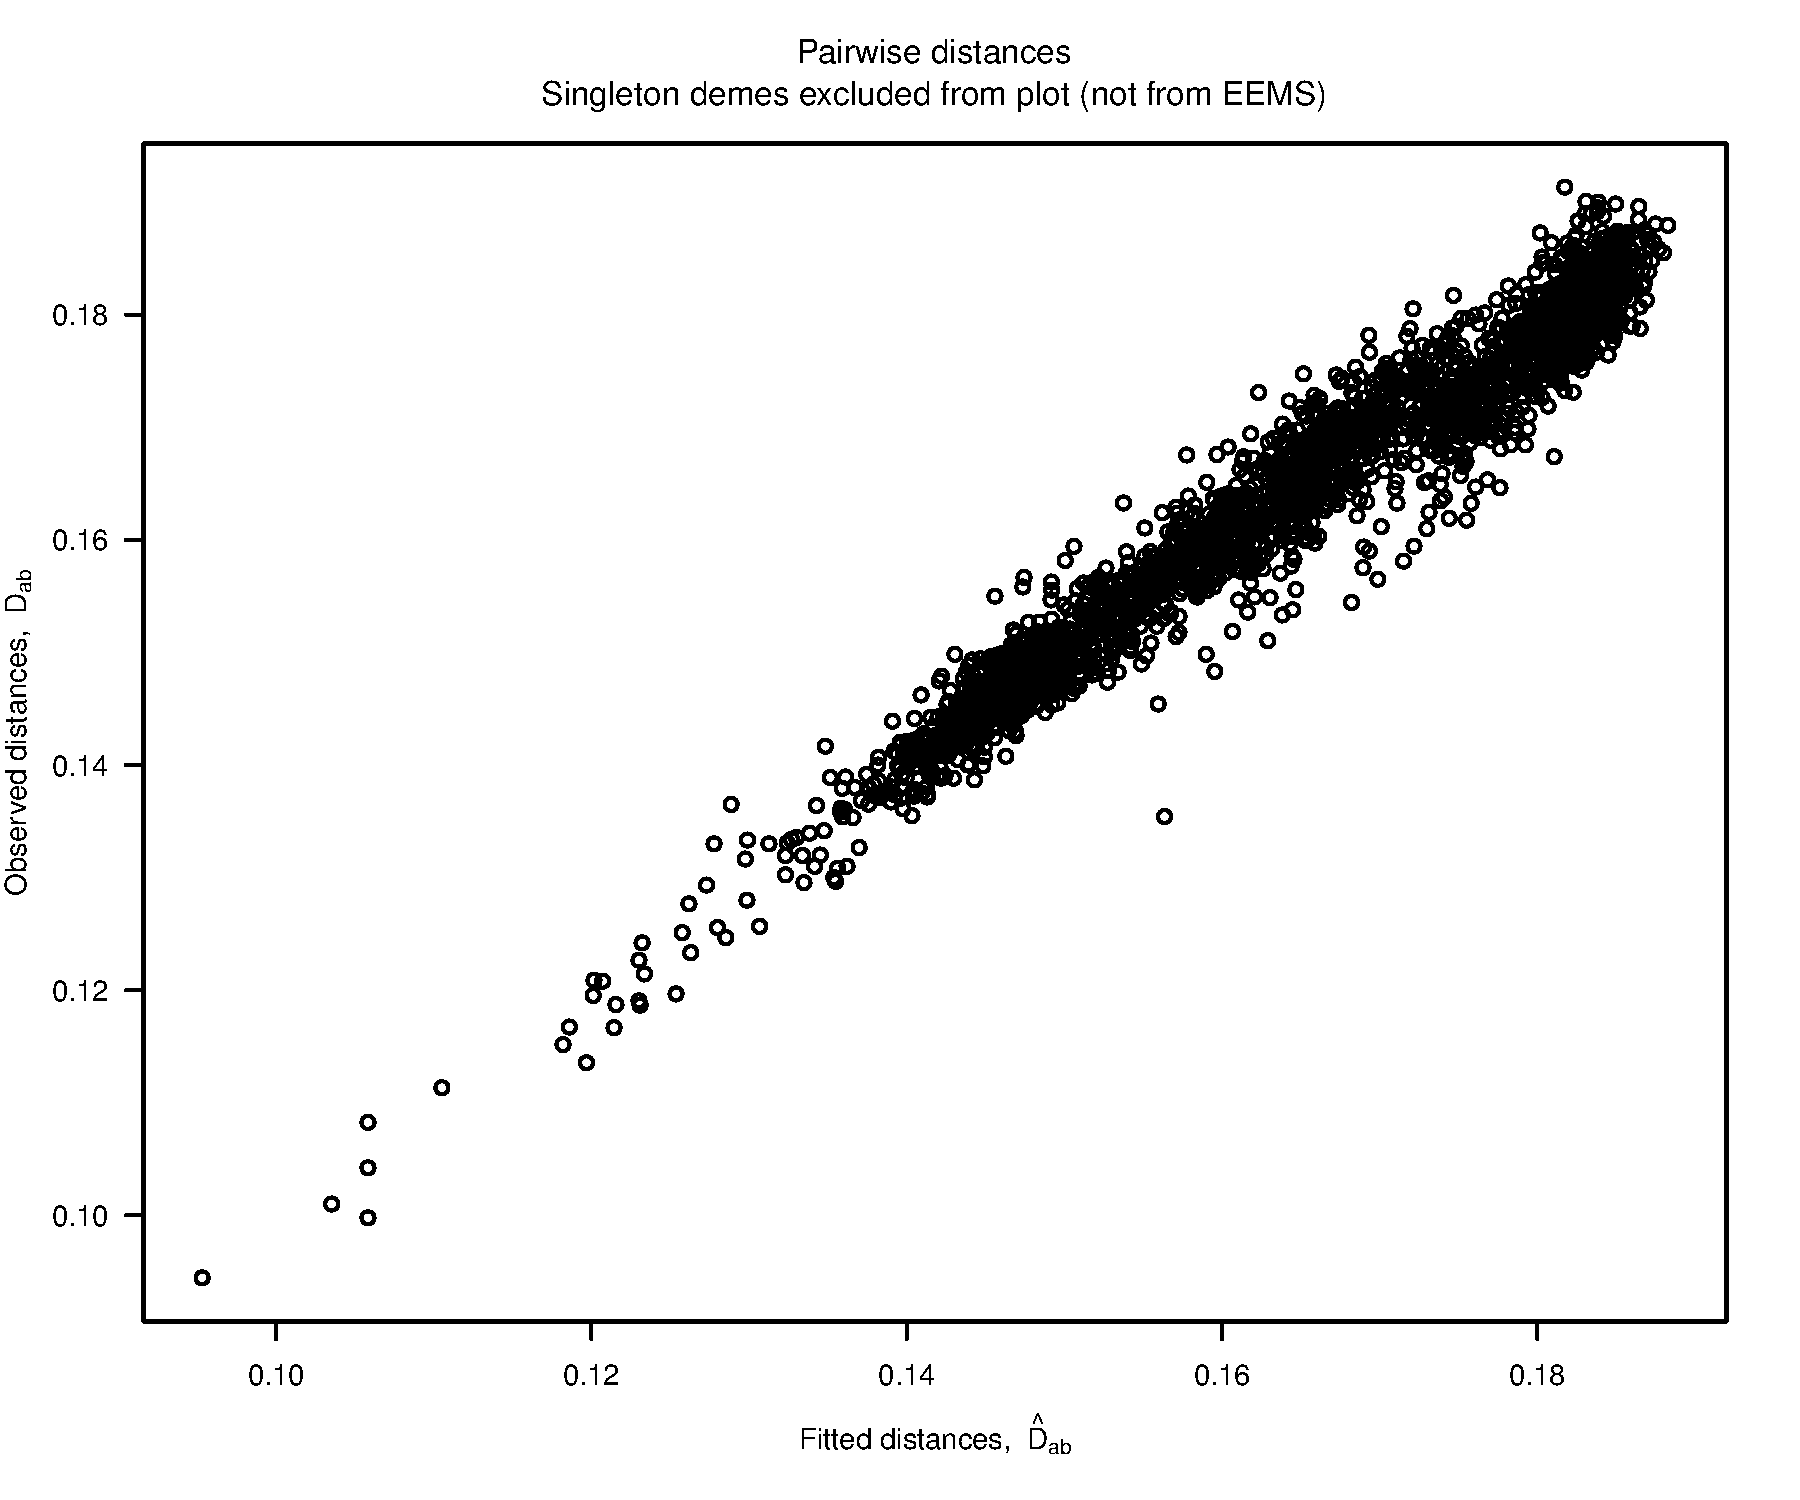 Pairwise distances
Singleton demes excluded from plot (not from EEMS)
Observed distances, D_ab
0.18
0.16
0.14
0.12
0.10
0.10 0.12 0.14 0.16 0.18
Fitted distances, D̂_ab